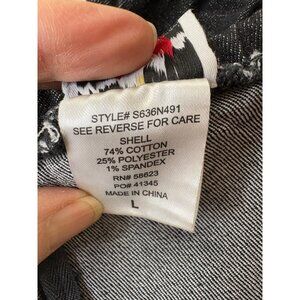 STYLE# S636N491
SEE REVERSE FOR CARE
SHELL
74% COTTON
25% POLYESTER
1% SPANDEX
RN# 58623
PO# 41345
MADE IN CHINA
L